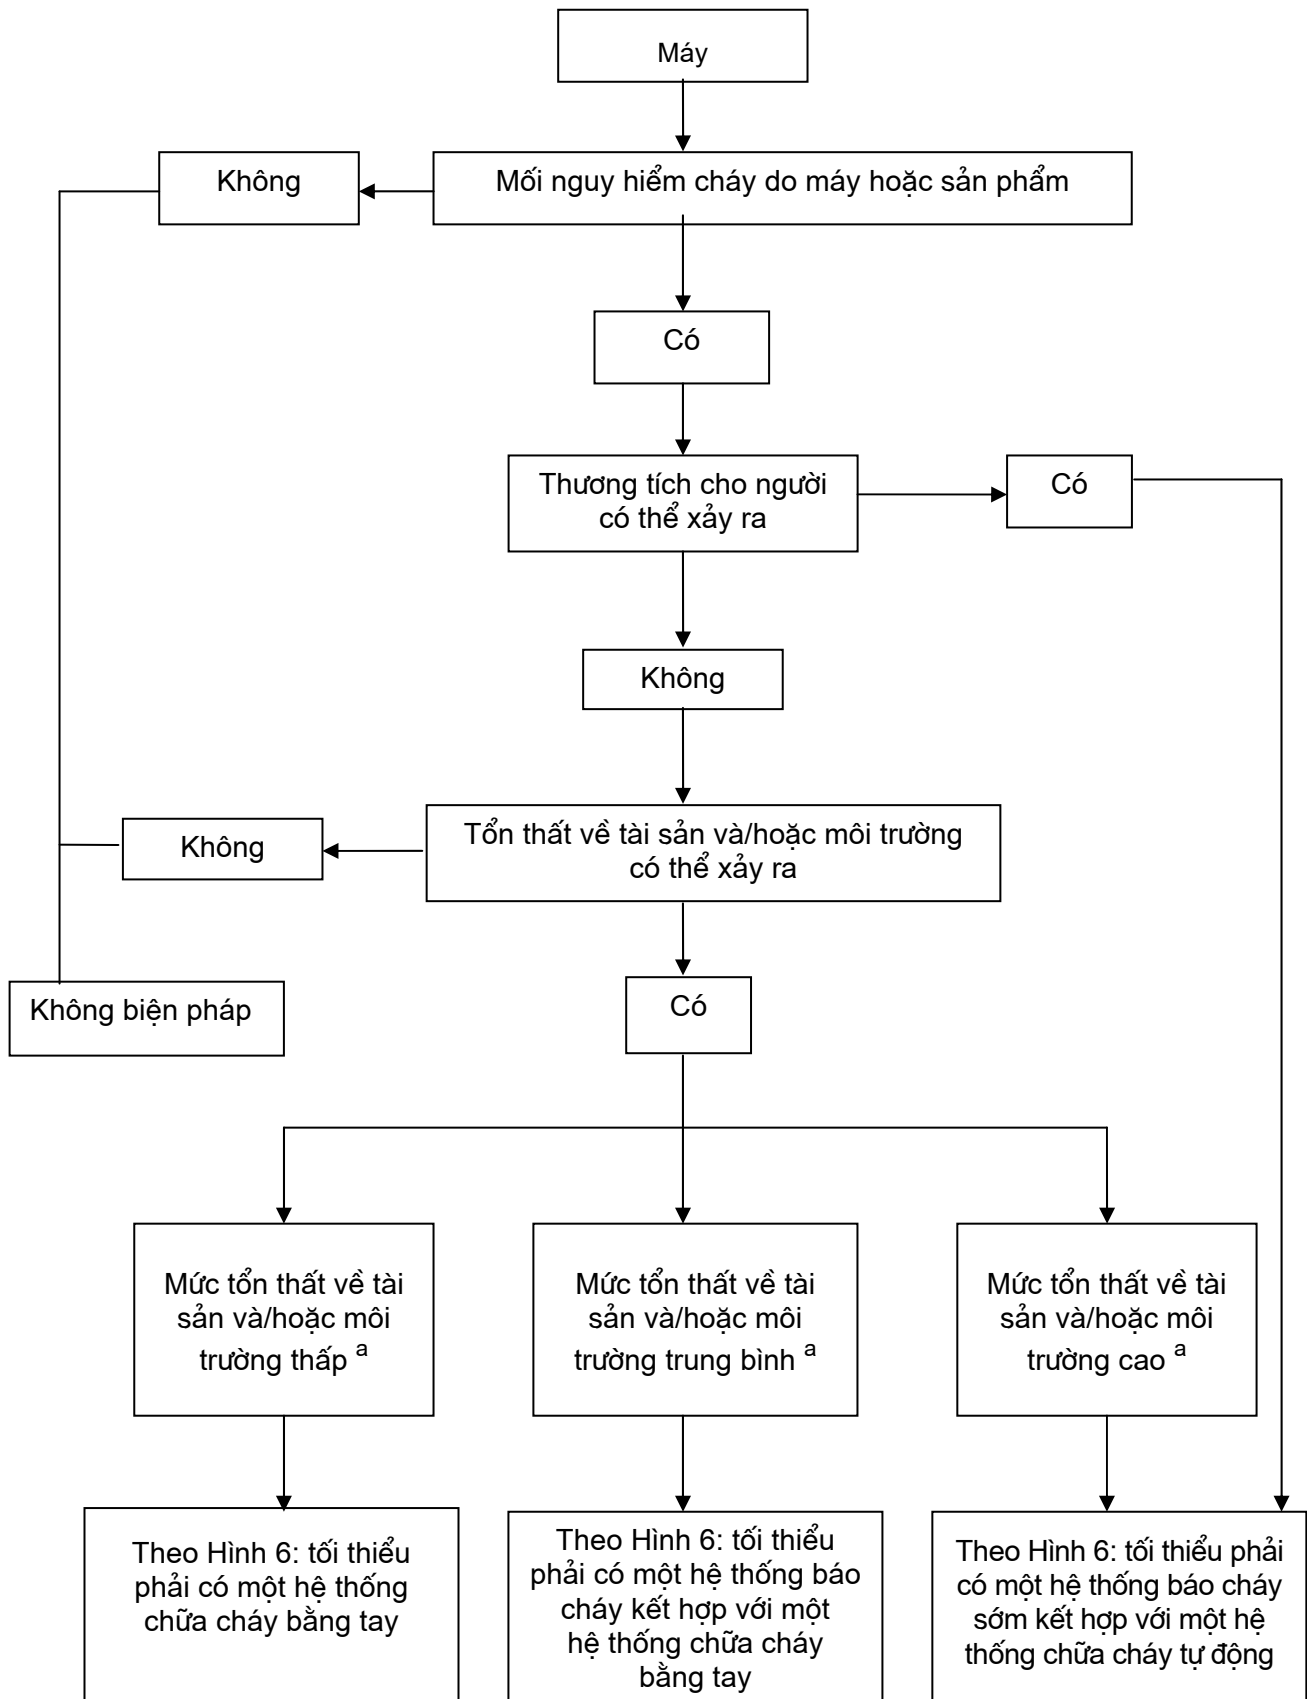 Máy
Không
Mối nguy hiểm cháy do máy hoặc sản phẩm
Có
Thương tích cho người
có thể xảy ra
Có
Không
Không
Tổn thất về tài sản và/hoặc môi trường
có thể xảy ra
Không biện pháp
Có
Mức tổn thất về tài
sản và/hoặc môi
trường thấp a
Mức tổn thất về tài
sản và/hoặc môi
trường trung bình a
Mức tổn thất về tài
sản và/hoặc môi
trường cao a
Theo Hình 6: tối thiểu
phải có một hệ thống
chữa cháy bằng tay
Theo Hình 6: tối thiểu
phải có một hệ thống báo
cháy kết hợp với một
hệ thống chữa cháy
bằng tay
Theo Hình 6: tối thiểu phải
có một hệ thống báo cháy
sớm kết hợp với một hệ
thống chữa cháy tự động